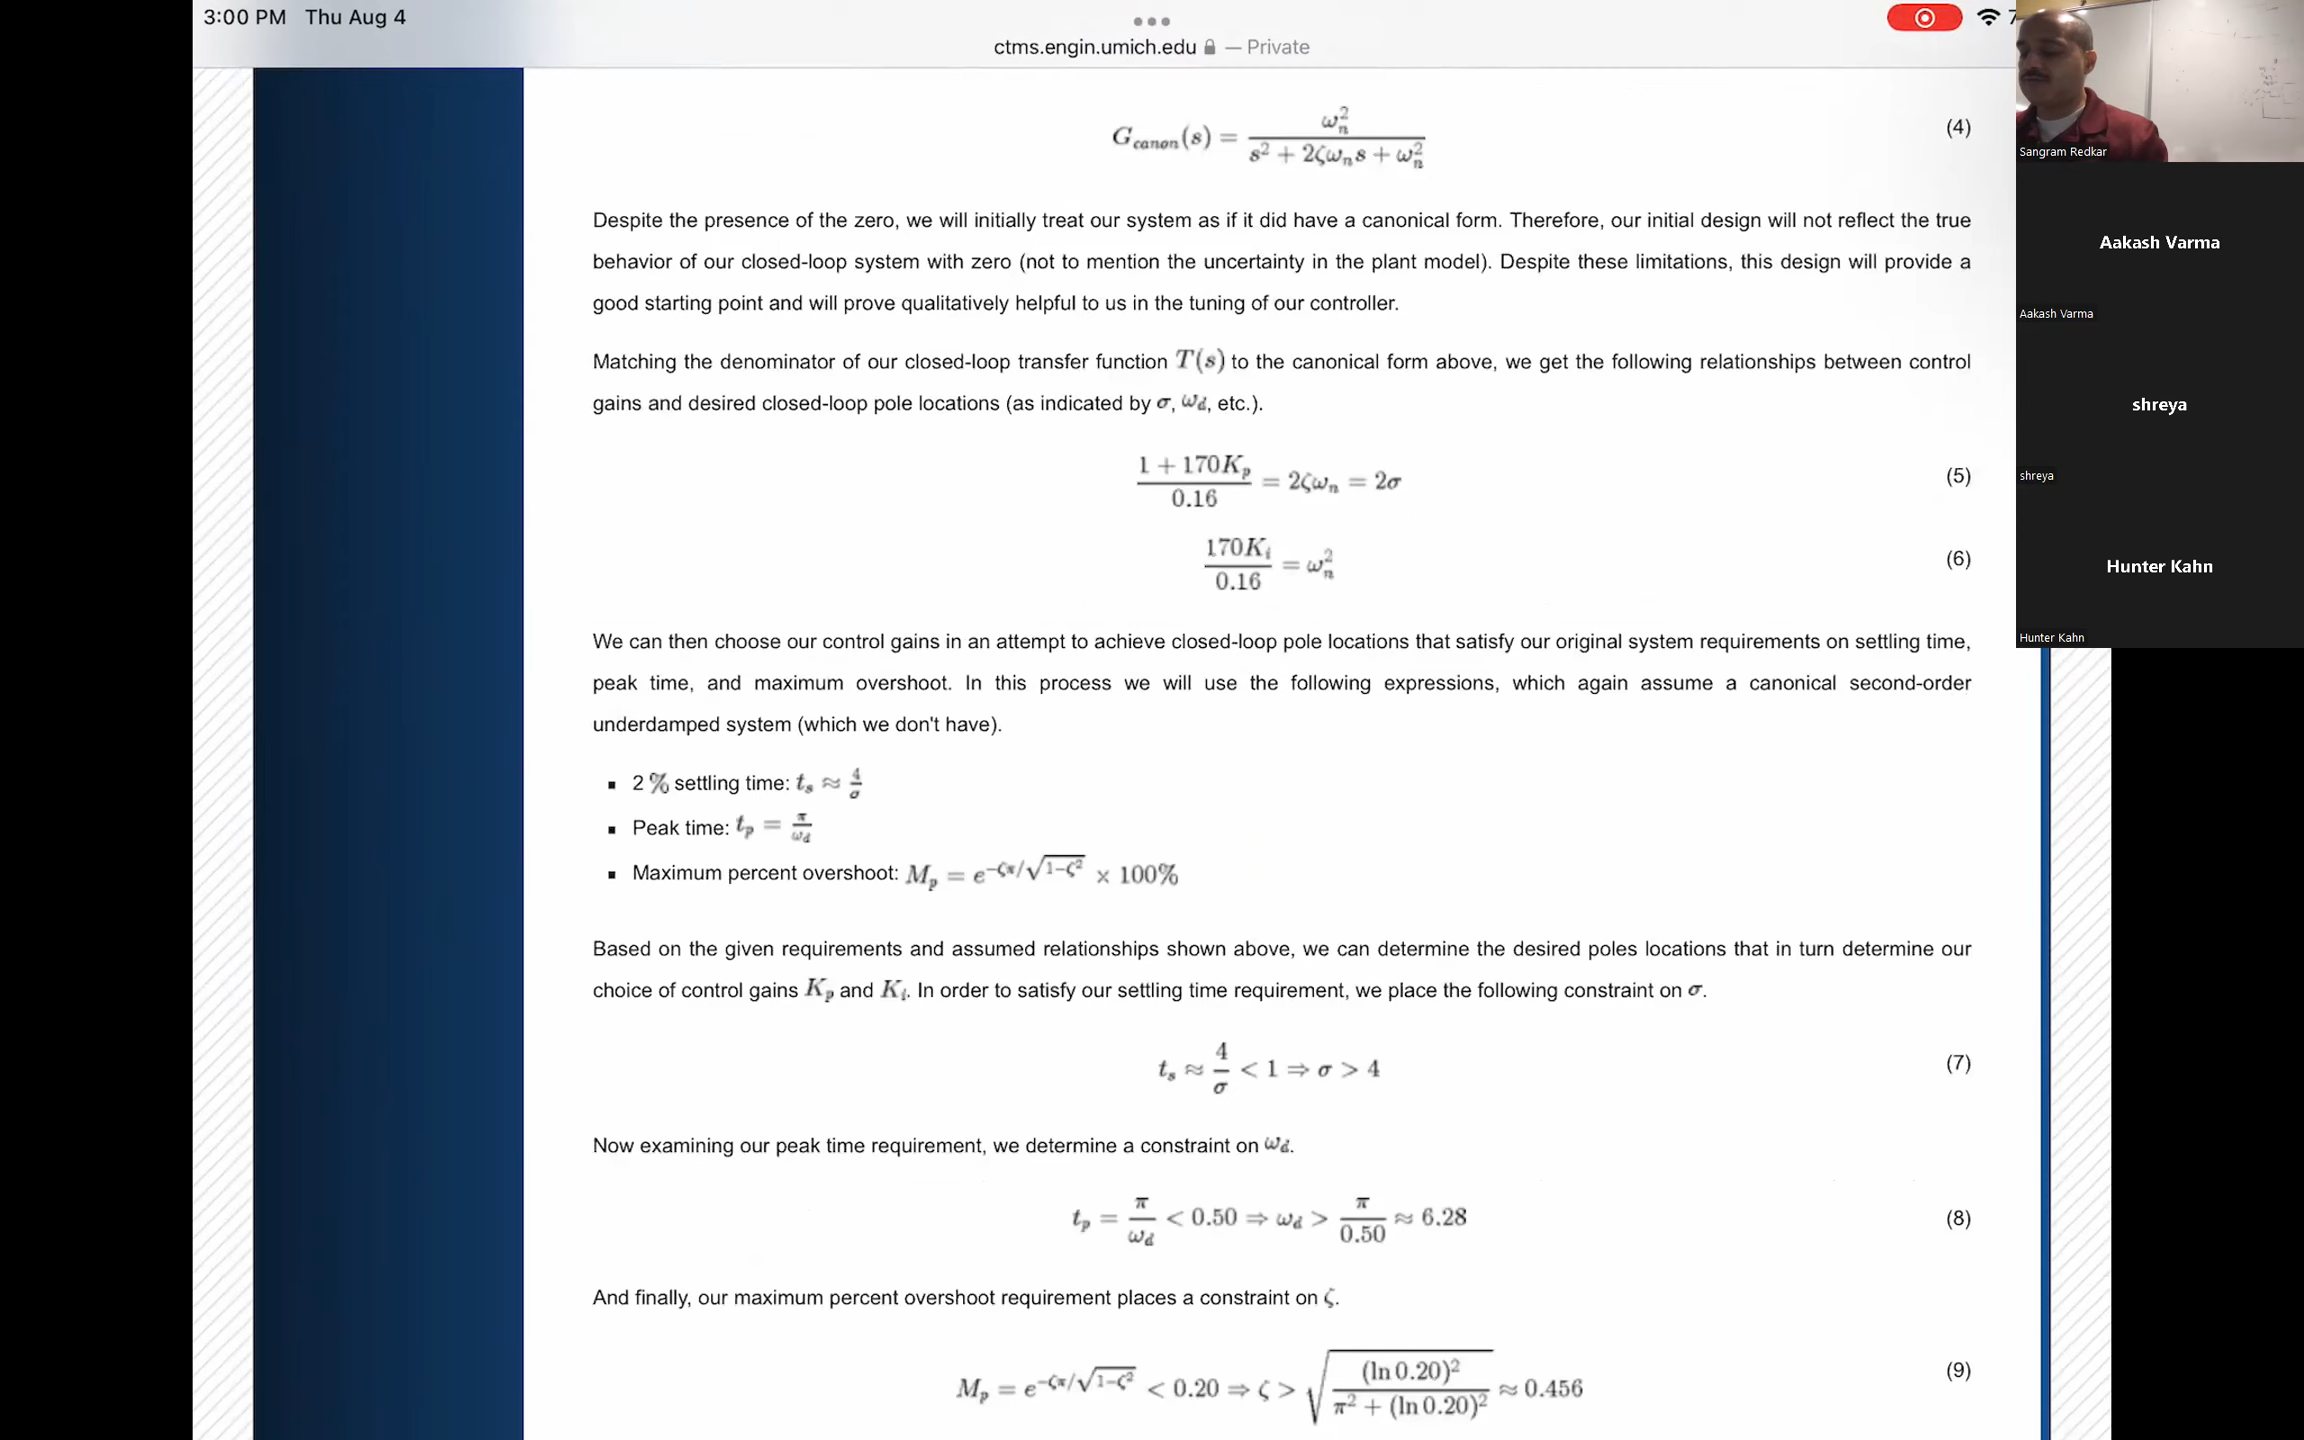 3:00 PM Thu Aug 4
ctms.engin.umich.edu — Private
G_canon(s) = ω_n² / (s² + 2ζω_n s + ω_n²) (4)
Despite the presence of the zero, we will initially treat our system as if it did have a canonical form. Therefore, our initial design will not reflect the true
behavior of our closed-loop system with zero (not to mention the uncertainty in the plant model). Despite these limitations, this design will provide a
good starting point and will prove qualitatively helpful to us in the tuning of our controller.
Matching the denominator of our closed-loop transfer function T(s) to the canonical form above, we get the following relationships between control
gains and desired closed-loop pole locations (as indicated by σ, ω_d, etc.).
(1 + 170K_p) / 0.16 = 2ζω_n = 2σ (5)
170K_i / 0.16 = ω_n² (6)
We can then choose our control gains in an attempt to achieve closed-loop pole locations that satisfy our original system requirements on settling time,
peak time, and maximum overshoot. In this process we will use the following expressions, which again assume a canonical second-order
underdamped system (which we don't have).
▪ 2 % settling time: t_s ≈ 4/σ
▪ Peak time: t_p = π/ω_d
▪ Maximum percent overshoot: M_p = e^(−ζπ/√(1−ζ²)) × 100%
Based on the given requirements and assumed relationships shown above, we can determine the desired poles locations that in turn determine our
choice of control gains K_p and K_i. In order to satisfy our settling time requirement, we place the following constraint on σ.
t_s ≈ 4/σ < 1 ⇒ σ > 4 (7)
Now examining our peak time requirement, we determine a constraint on ω_d.
t_p = π/ω_d < 0.50 ⇒ ω_d > π/0.50 ≈ 6.28 (8)
And finally, our maximum percent overshoot requirement places a constraint on ζ.
M_p = e^(−ζπ/√(1−ζ²)) < 0.20 ⇒ ζ > √((ln 0.20)² / (π² + (ln 0.20)²)) ≈ 0.456 (9)
Sangram Redkar
Aakash Varma
Aakash Varma
shreya
shreya
Hunter Kahn
Hunter Kahn